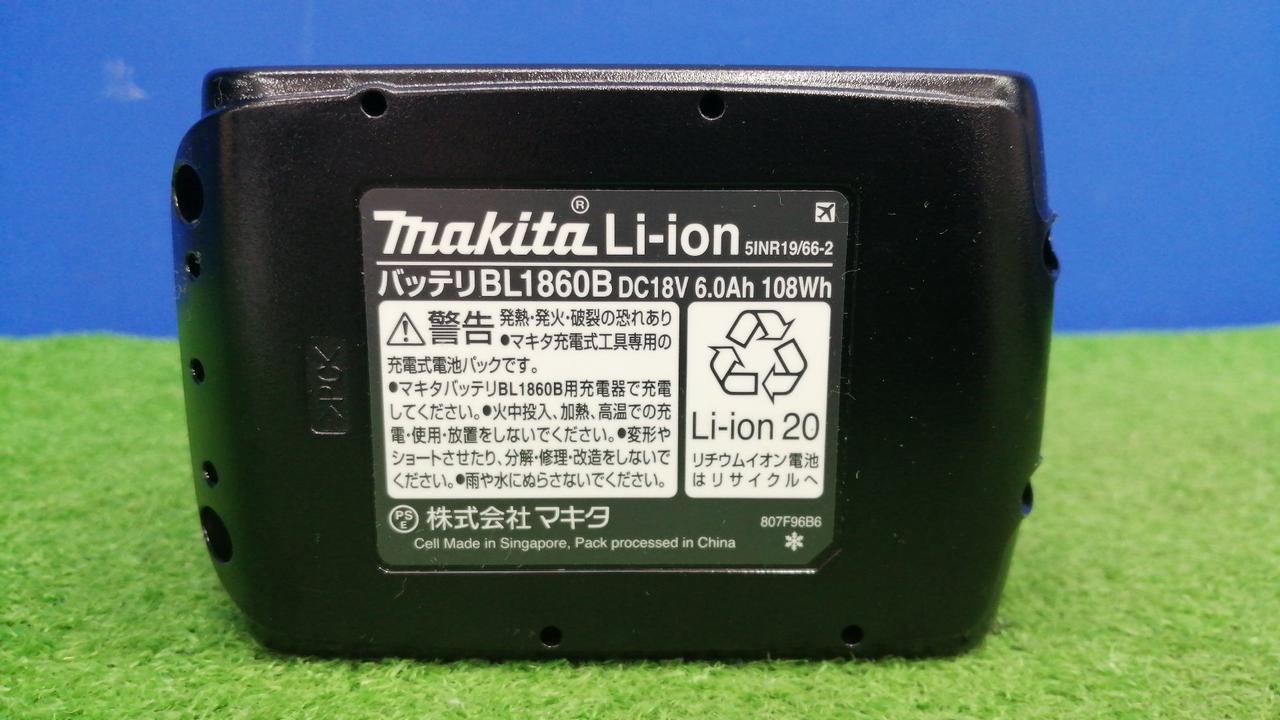 makita® Li-ion 5INR19/66-2
バッテリBL1860B DC18V 6.0Ah 108Wh
警告 発熱・発火・破裂の恐れあり
●マキタ充電式工具専用の
充電式電池パックです。
●マキタバッテリBL1860B用充電器で充電
してください。●火中投入、加熱、高温での充
電・使用・放置をしないでください。●変形や
ショートさせたり、分解・修理・改造をしないで
ください。●雨や水にぬらさないでください。
Li-ion 20
リチウムイオン電池
はリサイクルへ
PSE 株式会社マキタ
807F96B6
Cell Made in Singapore, Pack processed in China
>PC<